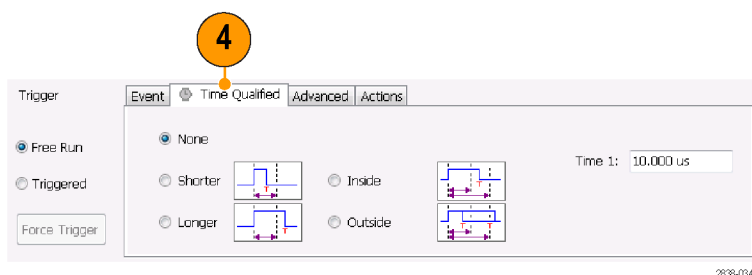 4
Trigger
Event Time Qualified Advanced Actions
Free Run
None
Time 1: 10.000 us
Triggered
Shorter T Inside T
Longer T Outside T T
Force Trigger